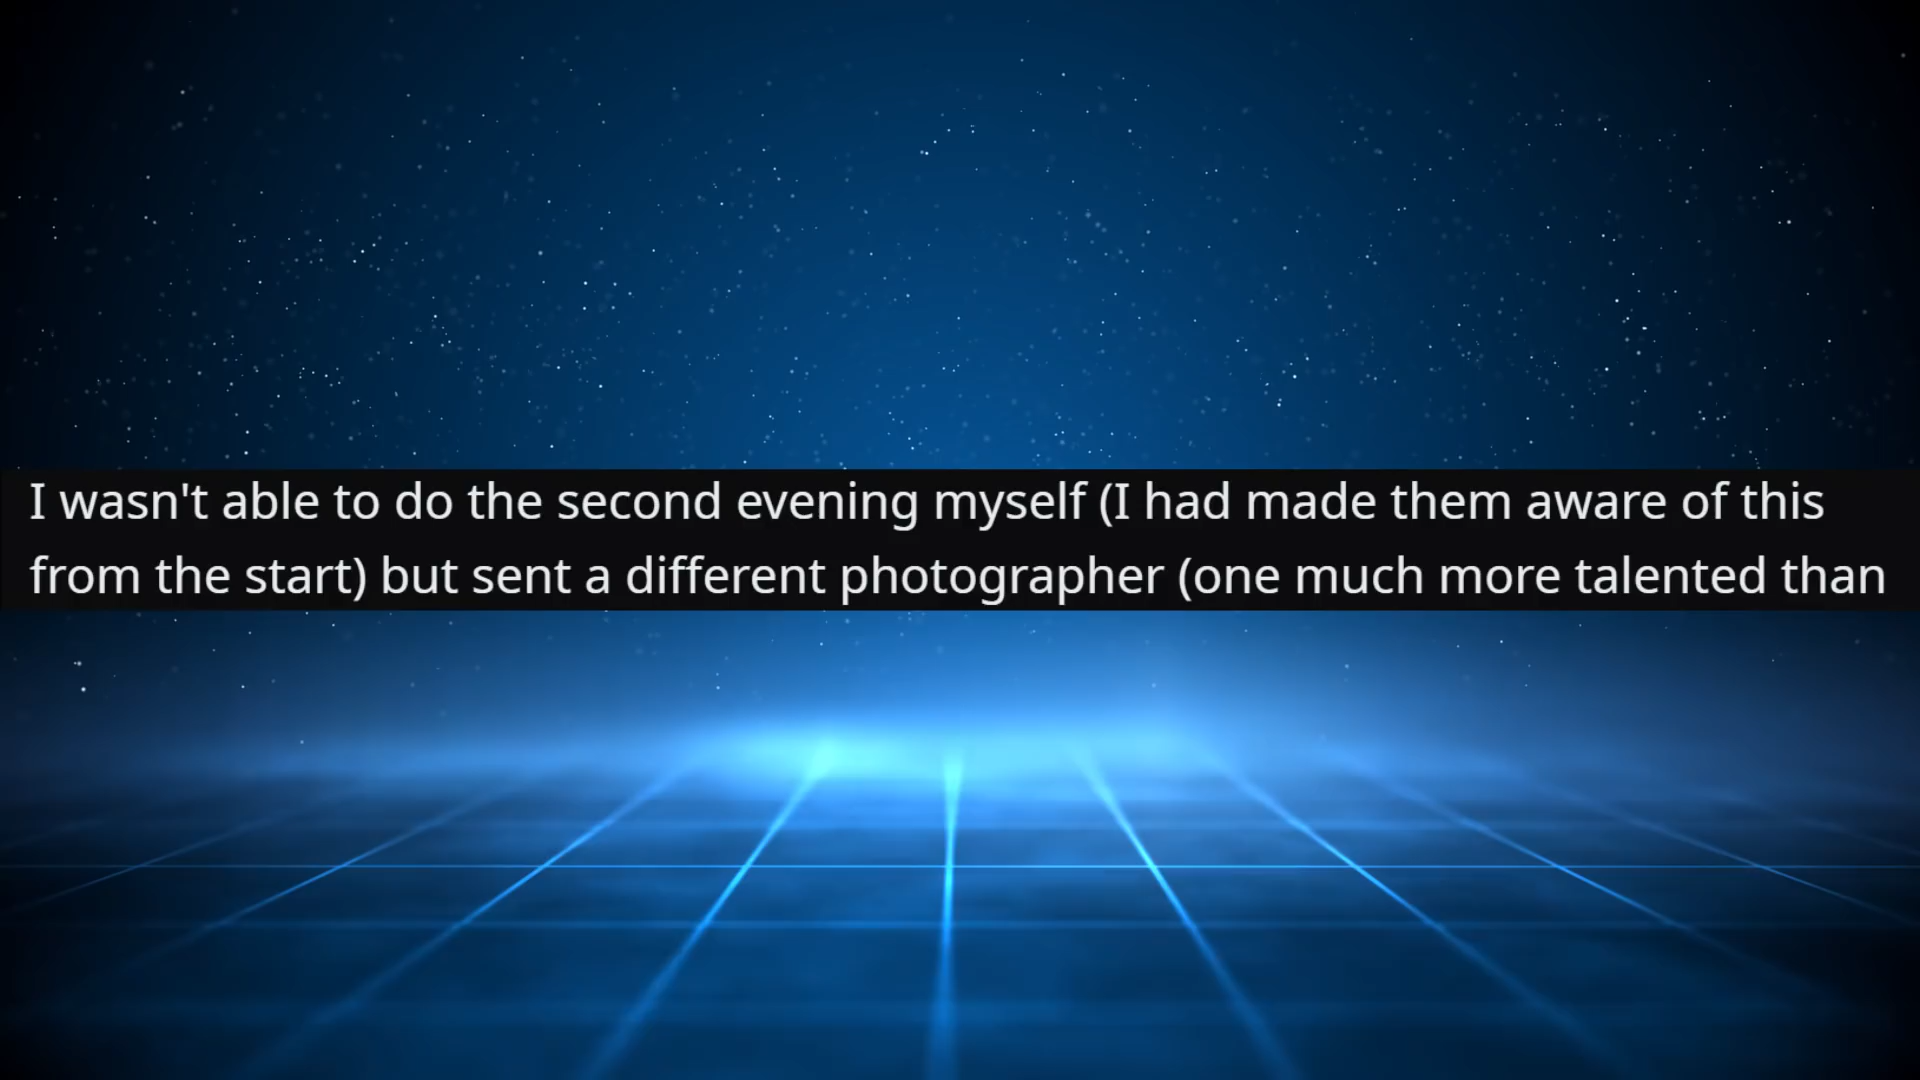 I wasn't able to do the second evening myself (I had made them aware of this
from the start) but sent a different photographer (one much more talented than